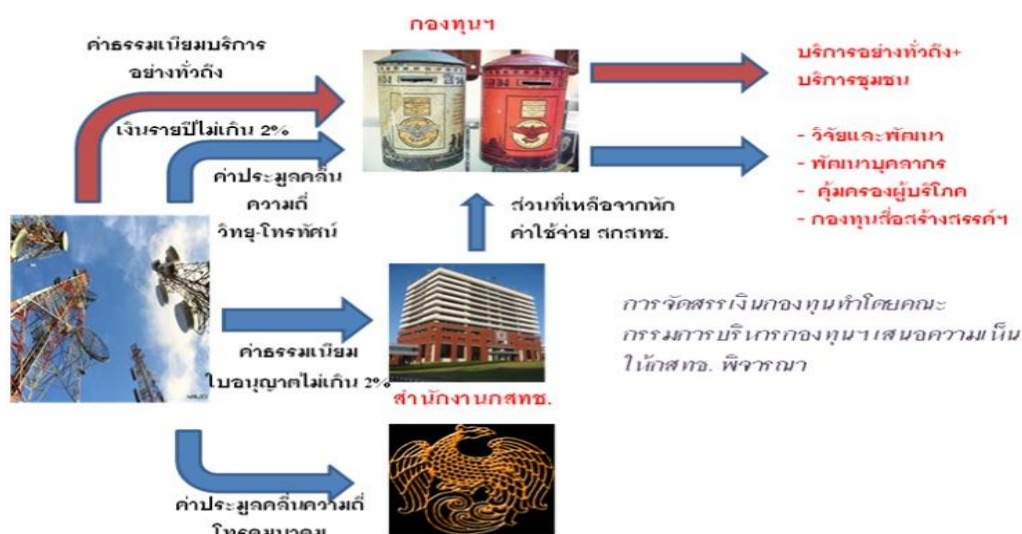 กองทุนฯ
ค่าธรรมเนียมบริการ
อย่างทั่วถึง
เงินรายปีไม่เกิน 2%
ค่าประมูลคลื่น
ความถี่
วิทยุ-โทรทัศน์
บริการอย่างทั่วถึง+
บริการชุมชน
- วิจัยและพัฒนา
- พัฒนาบุคลากร
- คุ้มครองผู้บริโภค
- กองทุนสื่อสร้างสรรค์ฯ
ส่วนที่เหลือจากหัก
ค่าใช้จ่าย สกสทช.
ค่าธรรมเนียม
ใบอนุญาตไม่เกิน 2%
สำนักงานกสทช.
การจัดสรรเงินกองทุนทำโดยคณะ
กรรมการบริหารกองทุนฯเสนอความเห็น
ให้กสทช. พิจารณา
ค่าประมูลคลื่นความถี่
โทรคมนาคม